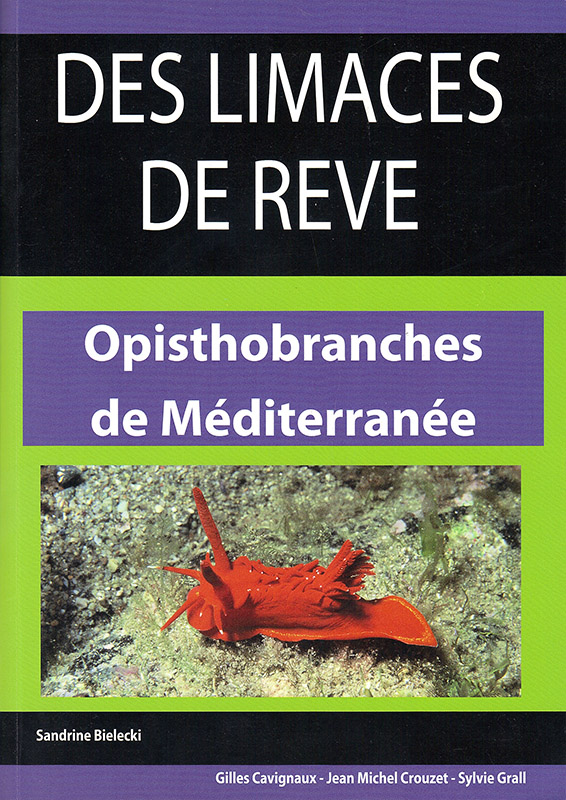 DES LIMACES
DE REVE
Opisthobranches
de Méditerranée
Sandrine Bielecki
Gilles Cavignaux - Jean Michel Crouzet - Sylvie Grall